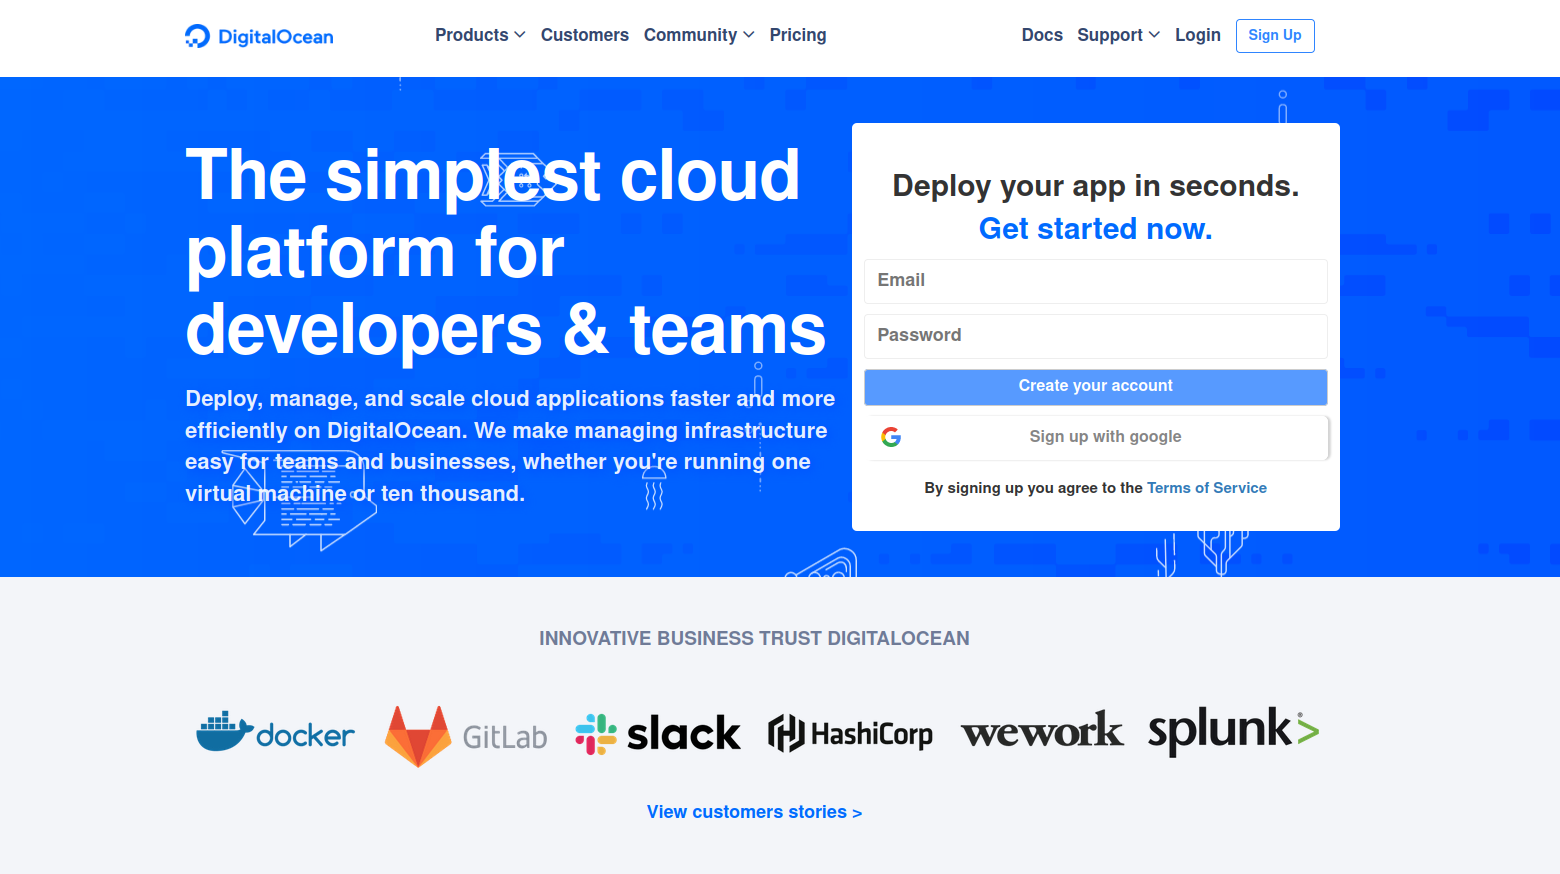 DigitalOcean
Products
Customers
Community
Pricing
Docs
Support
Login
Sign Up
The simplest cloud
platform for
developers & teams
Deploy, manage, and scale cloud applications faster and more
efficiently on DigitalOcean. We make managing infrastructure
easy for teams and businesses, whether you're running one
virtual machine or ten thousand.
Deploy your app in seconds.
Get started now.
Email
Password
Create your account
Sign up with google
By signing up you agree to the Terms of Service
INNOVATIVE BUSINESS TRUST DIGITALOCEAN
docker
GitLab
slack
HashiCorp
wework
splunk>
View customers stories >